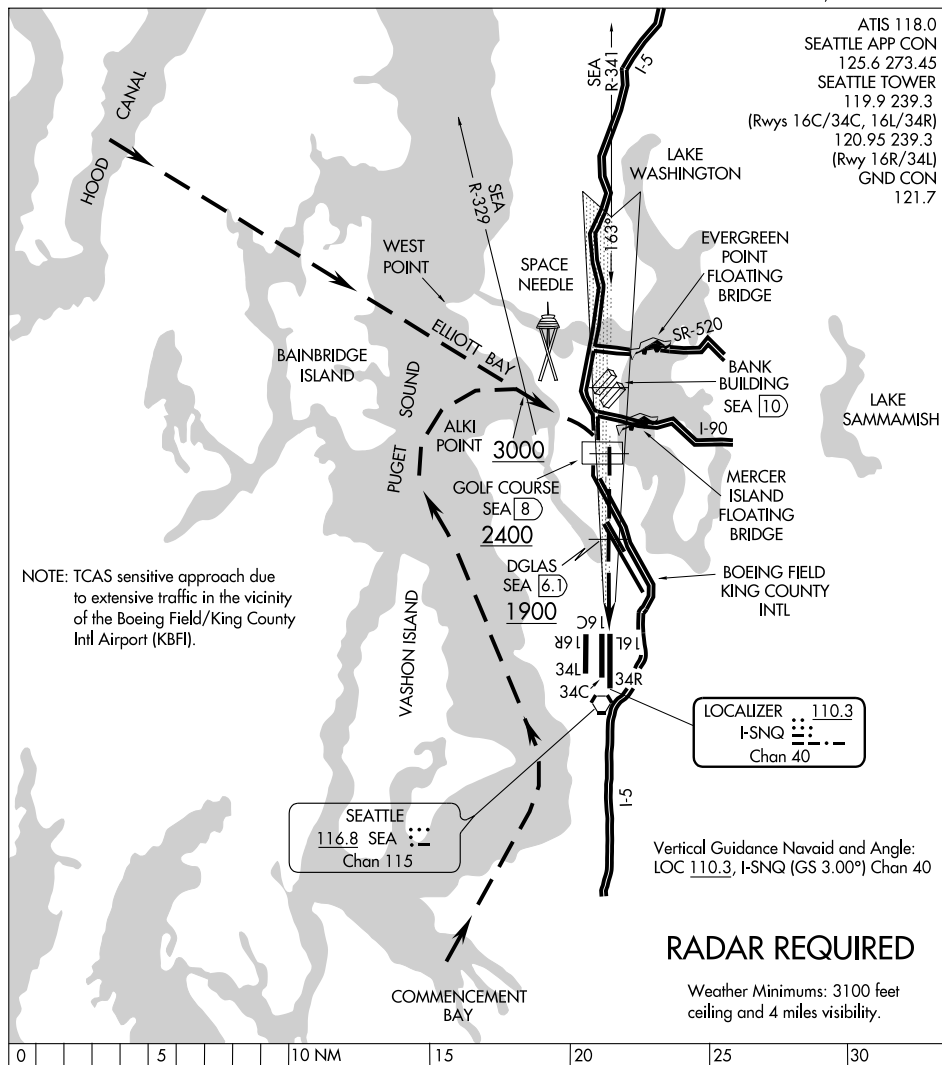 ATIS 118.0
SEATTLE APP CON
125.6 273.45
SEATTLE TOWER
119.9 239.3
(Rwys 16C/34C, 16L/34R)
120.95 239.3
(Rwy 16R/34L)
GND CON
121.7
HOOD CANAL
SEA
R-341
I-5
SEA
R-329
LAKE
WASHINGTON
163°
WEST
POINT
SPACE
NEEDLE
EVERGREEN
POINT
FLOATING
BRIDGE
SR-520
ELLIOTT BAY
BAINBRIDGE
ISLAND
BANK
BUILDING
SEA 10
LAKE
SAMMAMISH
PUGET SOUND
ALKI
POINT
3000
I-90
GOLF COURSE
SEA 8
2400
MERCER
ISLAND
FLOATING
BRIDGE
DGLAS
SEA 6.1
1900
BOEING FIELD
KING COUNTY
INTL
NOTE: TCAS sensitive approach due
to extensive traffic in the vicinity
of the Boeing Field/King County
Intl Airport (KBFI).
VASHON ISLAND
16R
16C
16L
34L
34C
34R
LOCALIZER 110.3
I-SNQ
Chan 40
SEATTLE
116.8 SEA
Chan 115
I-5
Vertical Guidance Navaid and Angle:
LOC 110.3, I-SNQ (GS 3.00°) Chan 40
RADAR REQUIRED
Weather Minimums: 3100 feet
ceiling and 4 miles visibility.
COMMENCEMENT
BAY
0 5 10 NM 15 20 25 30